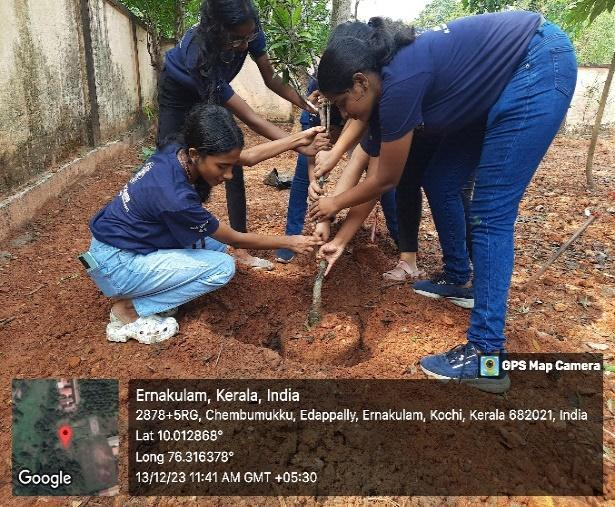 GPS Map Camera
Ernakulam, Kerala, India
2878+5RG, Chembumukku, Edappally, Ernakulam, Kochi, Kerala 682021, India
Lat 10.012868°
Long 76.316378°
13/12/23 11:41 AM GMT +05:30
Google